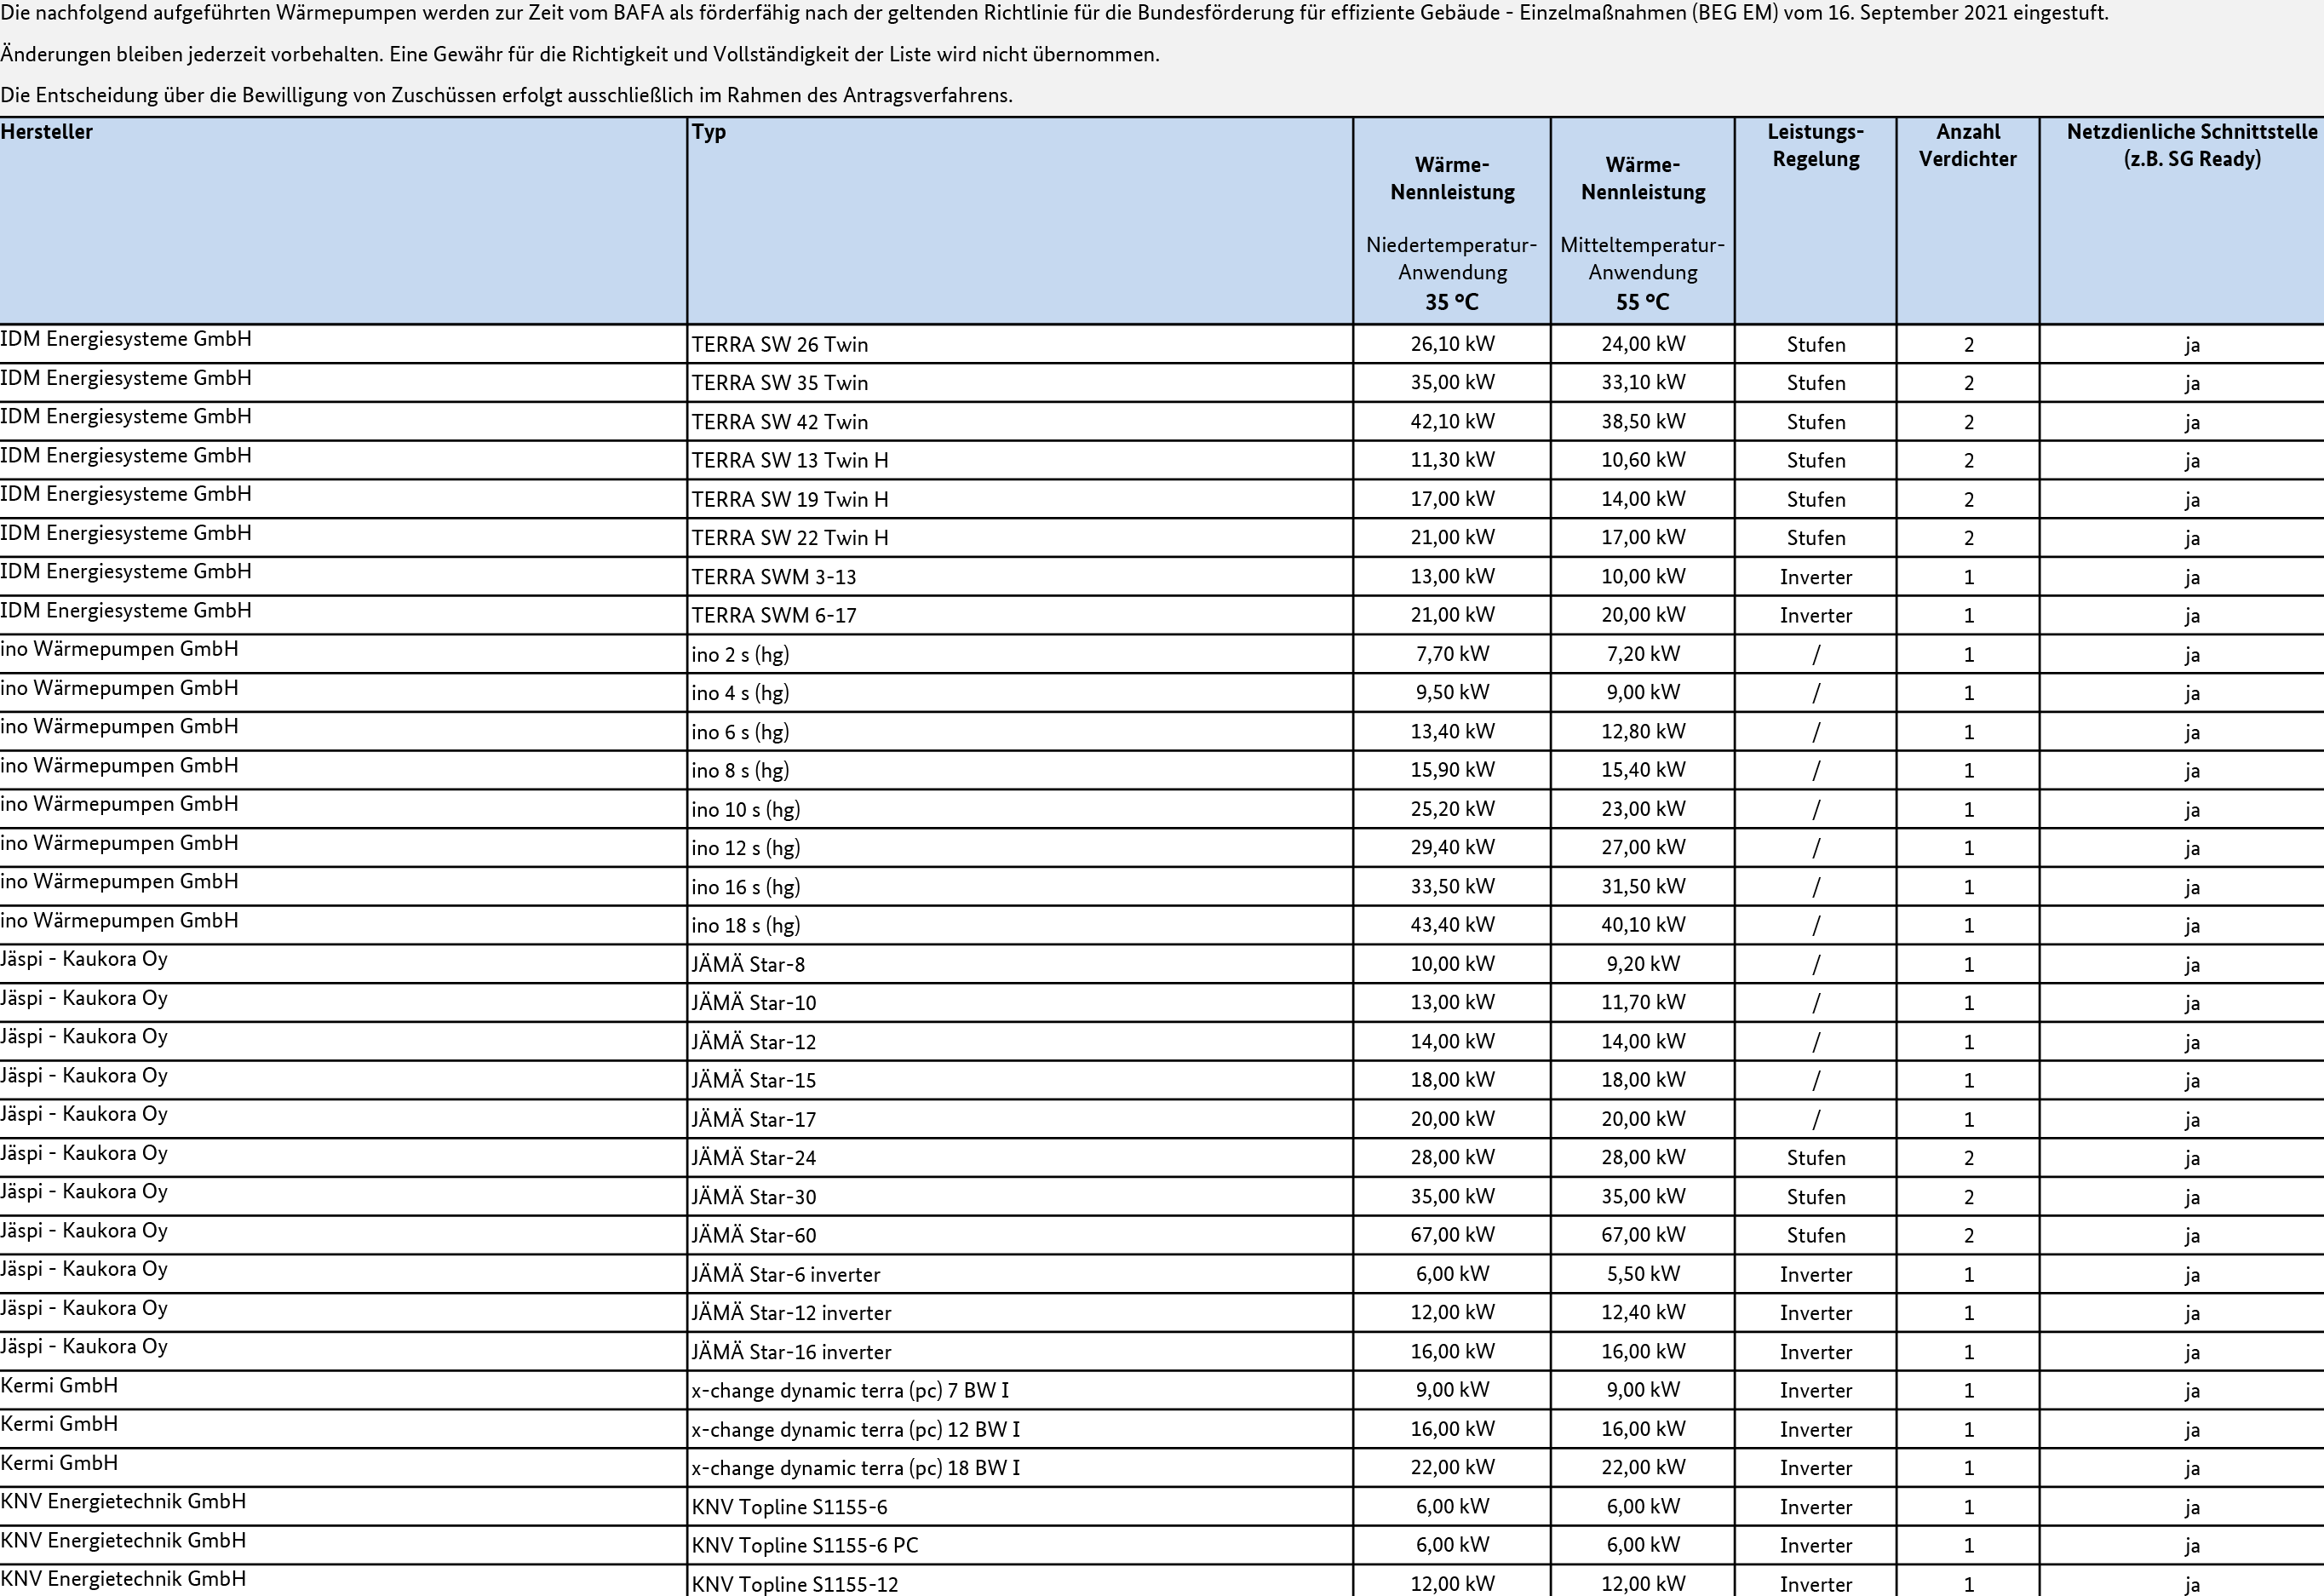 Die nachfolgend aufgeführten Wärmepumpen werden zur Zeit vom BAFA als förderfähig nach der geltenden Richtlinie für die Bundesförderung für effiziente Gebäude - Einzelmaßnahmen (BEG EM) vom 16. September 2021 eingestuft.
Änderungen bleiben jederzeit vorbehalten. Eine Gewähr für die Richtigkeit und Vollständigkeit der Liste wird nicht übernommen.
Die Entscheidung über die Bewilligung von Zuschüssen erfolgt ausschließlich im Rahmen des Antragsverfahrens.
Hersteller Typ Wärme-Nennleistung Niedertemperatur-Anwendung 35 °C Wärme-Nennleistung Mitteltemperatur-Anwendung 55 °C Leistungs-Regelung Anzahl Verdichter Netzdienliche Schnittstelle (z.B. SG Ready)
IDM Energiesysteme GmbH TERRA SW 26 Twin 26,10 kW 24,00 kW Stufen 2 ja
IDM Energiesysteme GmbH TERRA SW 35 Twin 35,00 kW 33,10 kW Stufen 2 ja
IDM Energiesysteme GmbH TERRA SW 42 Twin 42,10 kW 38,50 kW Stufen 2 ja
IDM Energiesysteme GmbH TERRA SW 13 Twin H 11,30 kW 10,60 kW Stufen 2 ja
IDM Energiesysteme GmbH TERRA SW 19 Twin H 17,00 kW 14,00 kW Stufen 2 ja
IDM Energiesysteme GmbH TERRA SW 22 Twin H 21,00 kW 17,00 kW Stufen 2 ja
IDM Energiesysteme GmbH TERRA SWM 3-13 13,00 kW 10,00 kW Inverter 1 ja
IDM Energiesysteme GmbH TERRA SWM 6-17 21,00 kW 20,00 kW Inverter 1 ja
ino Wärmepumpen GmbH ino 2 s (hg) 7,70 kW 7,20 kW / 1 ja
ino Wärmepumpen GmbH ino 4 s (hg) 9,50 kW 9,00 kW / 1 ja
ino Wärmepumpen GmbH ino 6 s (hg) 13,40 kW 12,80 kW / 1 ja
ino Wärmepumpen GmbH ino 8 s (hg) 15,90 kW 15,40 kW / 1 ja
ino Wärmepumpen GmbH ino 10 s (hg) 25,20 kW 23,00 kW / 1 ja
ino Wärmepumpen GmbH ino 12 s (hg) 29,40 kW 27,00 kW / 1 ja
ino Wärmepumpen GmbH ino 16 s (hg) 33,50 kW 31,50 kW / 1 ja
ino Wärmepumpen GmbH ino 18 s (hg) 43,40 kW 40,10 kW / 1 ja
Jäspi - Kaukora Oy JÄMÄ Star-8 10,00 kW 9,20 kW / 1 ja
Jäspi - Kaukora Oy JÄMÄ Star-10 13,00 kW 11,70 kW / 1 ja
Jäspi - Kaukora Oy JÄMÄ Star-12 14,00 kW 14,00 kW / 1 ja
Jäspi - Kaukora Oy JÄMÄ Star-15 18,00 kW 18,00 kW / 1 ja
Jäspi - Kaukora Oy JÄMÄ Star-17 20,00 kW 20,00 kW / 1 ja
Jäspi - Kaukora Oy JÄMÄ Star-24 28,00 kW 28,00 kW Stufen 2 ja
Jäspi - Kaukora Oy JÄMÄ Star-30 35,00 kW 35,00 kW Stufen 2 ja
Jäspi - Kaukora Oy JÄMÄ Star-60 67,00 kW 67,00 kW Stufen 2 ja
Jäspi - Kaukora Oy JÄMÄ Star-6 inverter 6,00 kW 5,50 kW Inverter 1 ja
Jäspi - Kaukora Oy JÄMÄ Star-12 inverter 12,00 kW 12,40 kW Inverter 1 ja
Jäspi - Kaukora Oy JÄMÄ Star-16 inverter 16,00 kW 16,00 kW Inverter 1 ja
Kermi GmbH x-change dynamic terra (pc) 7 BW I 9,00 kW 9,00 kW Inverter 1 ja
Kermi GmbH x-change dynamic terra (pc) 12 BW I 16,00 kW 16,00 kW Inverter 1 ja
Kermi GmbH x-change dynamic terra (pc) 18 BW I 22,00 kW 22,00 kW Inverter 1 ja
KNV Energietechnik GmbH KNV Topline S1155-6 6,00 kW 6,00 kW Inverter 1 ja
KNV Energietechnik GmbH KNV Topline S1155-6 PC 6,00 kW 6,00 kW Inverter 1 ja
KNV Energietechnik GmbH KNV Topline S1155-12 12,00 kW 12,00 kW Inverter 1 ja